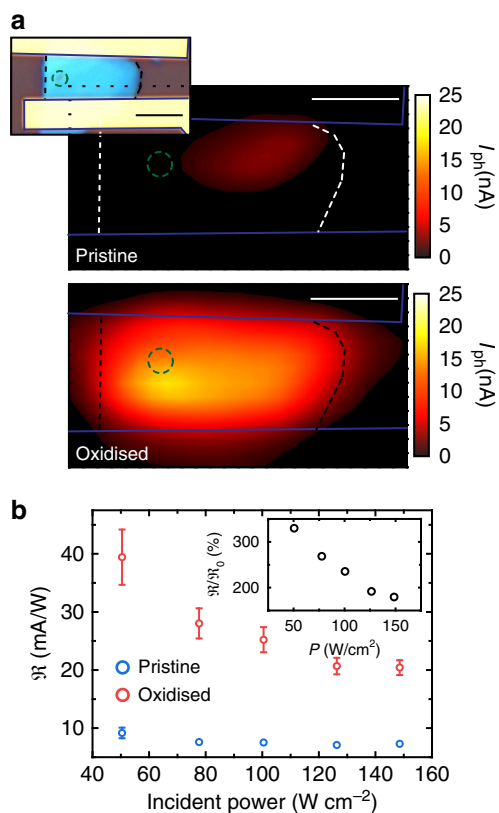 a
25
20
15
10
5
0
I_ph(nA)
Pristine
25
20
15
10
5
0
I_ph(nA)
Oxidised
b
ℜ (mA/W)
40
30
20
10
Pristine
Oxidised
ℜ/ℜ₀ (%)
300
200
50 100 150
P (W/cm²)
40 60 80 100 120 140 160
Incident power (W cm⁻²)